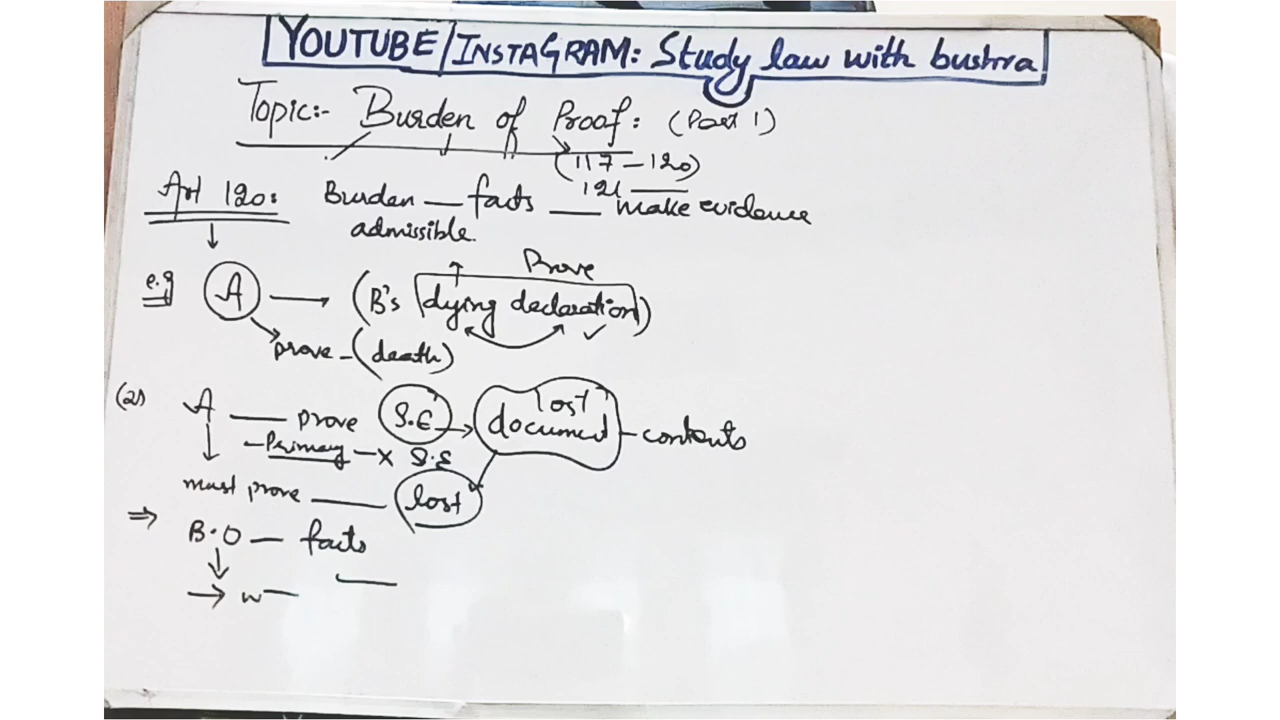 YOUTUBE/INSTAGRAM: Study law with bushra
Topic:- Burden of Proof: (Part 1)
(117-120)
121
Art 120: Burden — facts — make evidence
admissible.
Prove
e.g A → (B's dying declaration) ✓
prove - (death)
(2) A — prove S.E → lost document - contents
- Primary - x S.E
must prove — lost
⇒ B.O — facts
→ w —